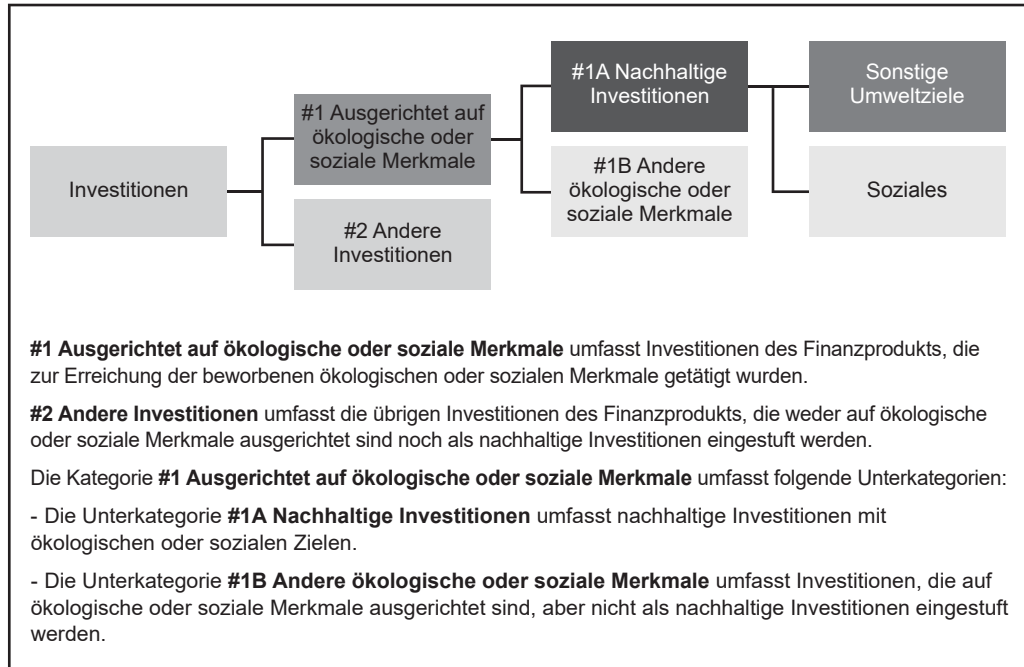 Investitionen
#1 Ausgerichtet auf
ökologische oder
soziale Merkmale
#2 Andere
Investitionen
#1A Nachhaltige
Investitionen
#1B Andere
ökologische oder
soziale Merkmale
Sonstige
Umweltziele
Soziales
#1 Ausgerichtet auf ökologische oder soziale Merkmale umfasst Investitionen des Finanzprodukts, die
zur Erreichung der beworbenen ökologischen oder sozialen Merkmale getätigt wurden.
#2 Andere Investitionen umfasst die übrigen Investitionen des Finanzprodukts, die weder auf ökologische
oder soziale Merkmale ausgerichtet sind noch als nachhaltige Investitionen eingestuft werden.
Die Kategorie #1 Ausgerichtet auf ökologische oder soziale Merkmale umfasst folgende Unterkategorien:
- Die Unterkategorie #1A Nachhaltige Investitionen umfasst nachhaltige Investitionen mit
ökologischen oder sozialen Zielen.
- Die Unterkategorie #1B Andere ökologische oder soziale Merkmale umfasst Investitionen, die auf
ökologische oder soziale Merkmale ausgerichtet sind, aber nicht als nachhaltige Investitionen eingestuft
werden.